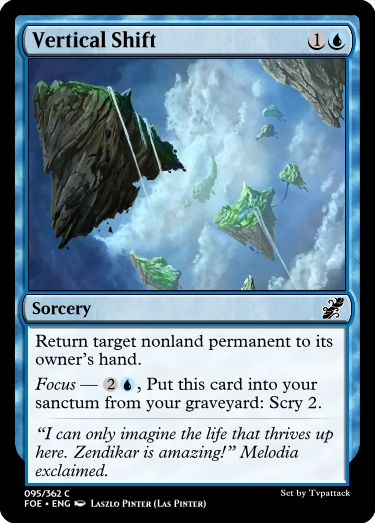 Vertical Shift 1
Sorcery
Return target nonland permanent to its
owner's hand.
Focus — 2, Put this card into your
sanctum from your graveyard: Scry 2.
"I can only imagine the life that thrives up
here. Zendikar is amazing!" Melodia
exclaimed.
095/362 C
FOE • ENG Laszlo Pinter (Las Pinter)
Set by Tvpattack